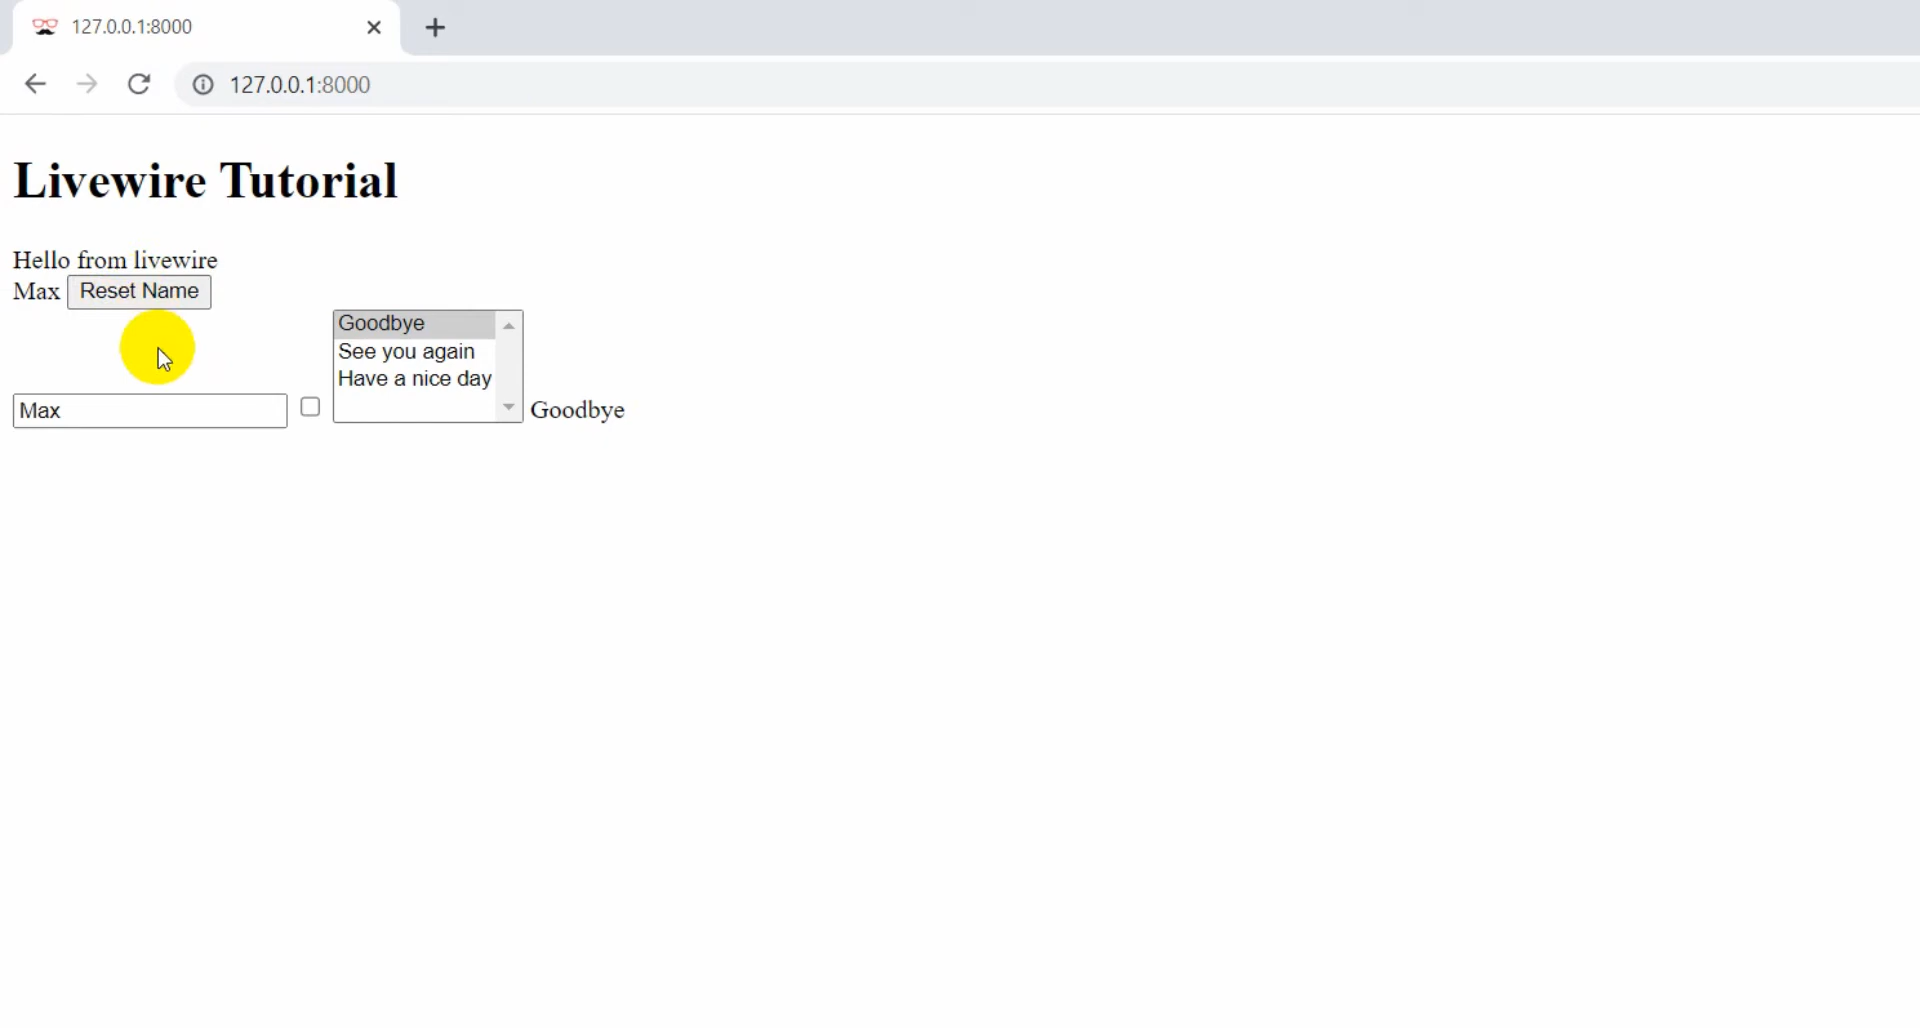 127.0.0.1:8000
127.0.0.1:8000
Livewire Tutorial
Hello from livewire
Max Reset Name
Goodbye
See you again
Have a nice day
Max Goodbye